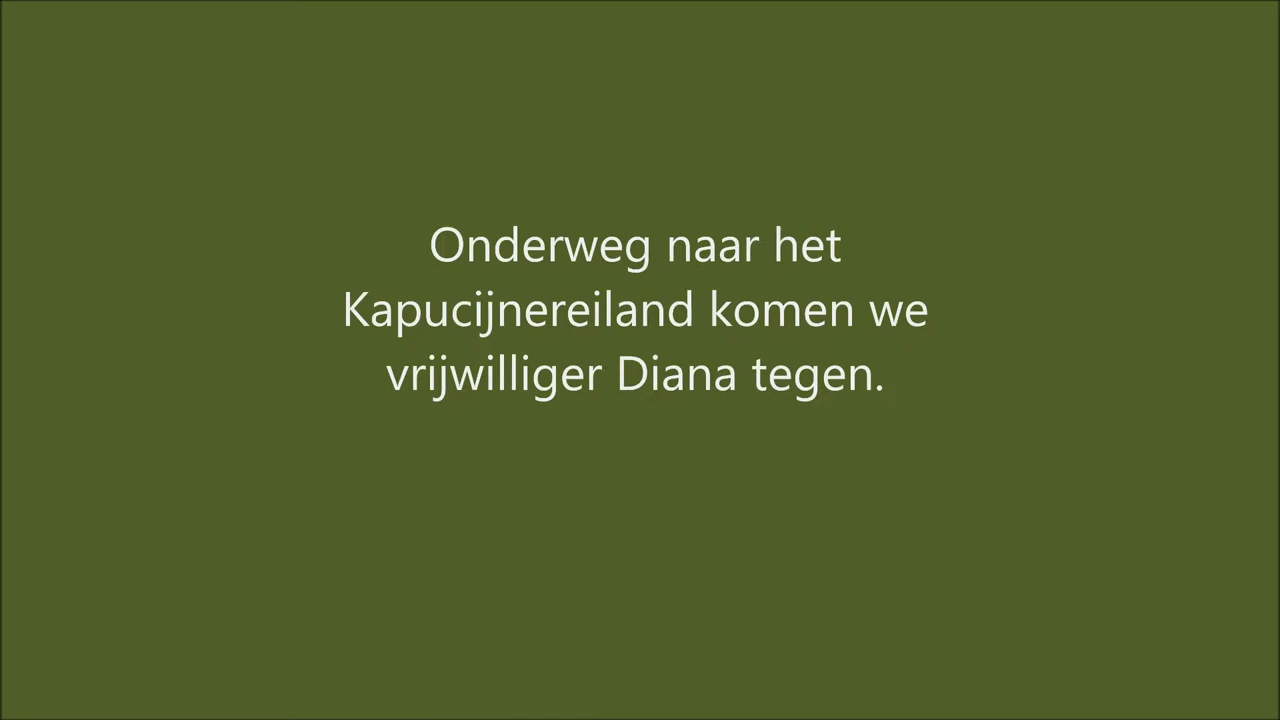 Onderweg naar het
Kapucijnereiland komen we
vrijwilliger Diana tegen.